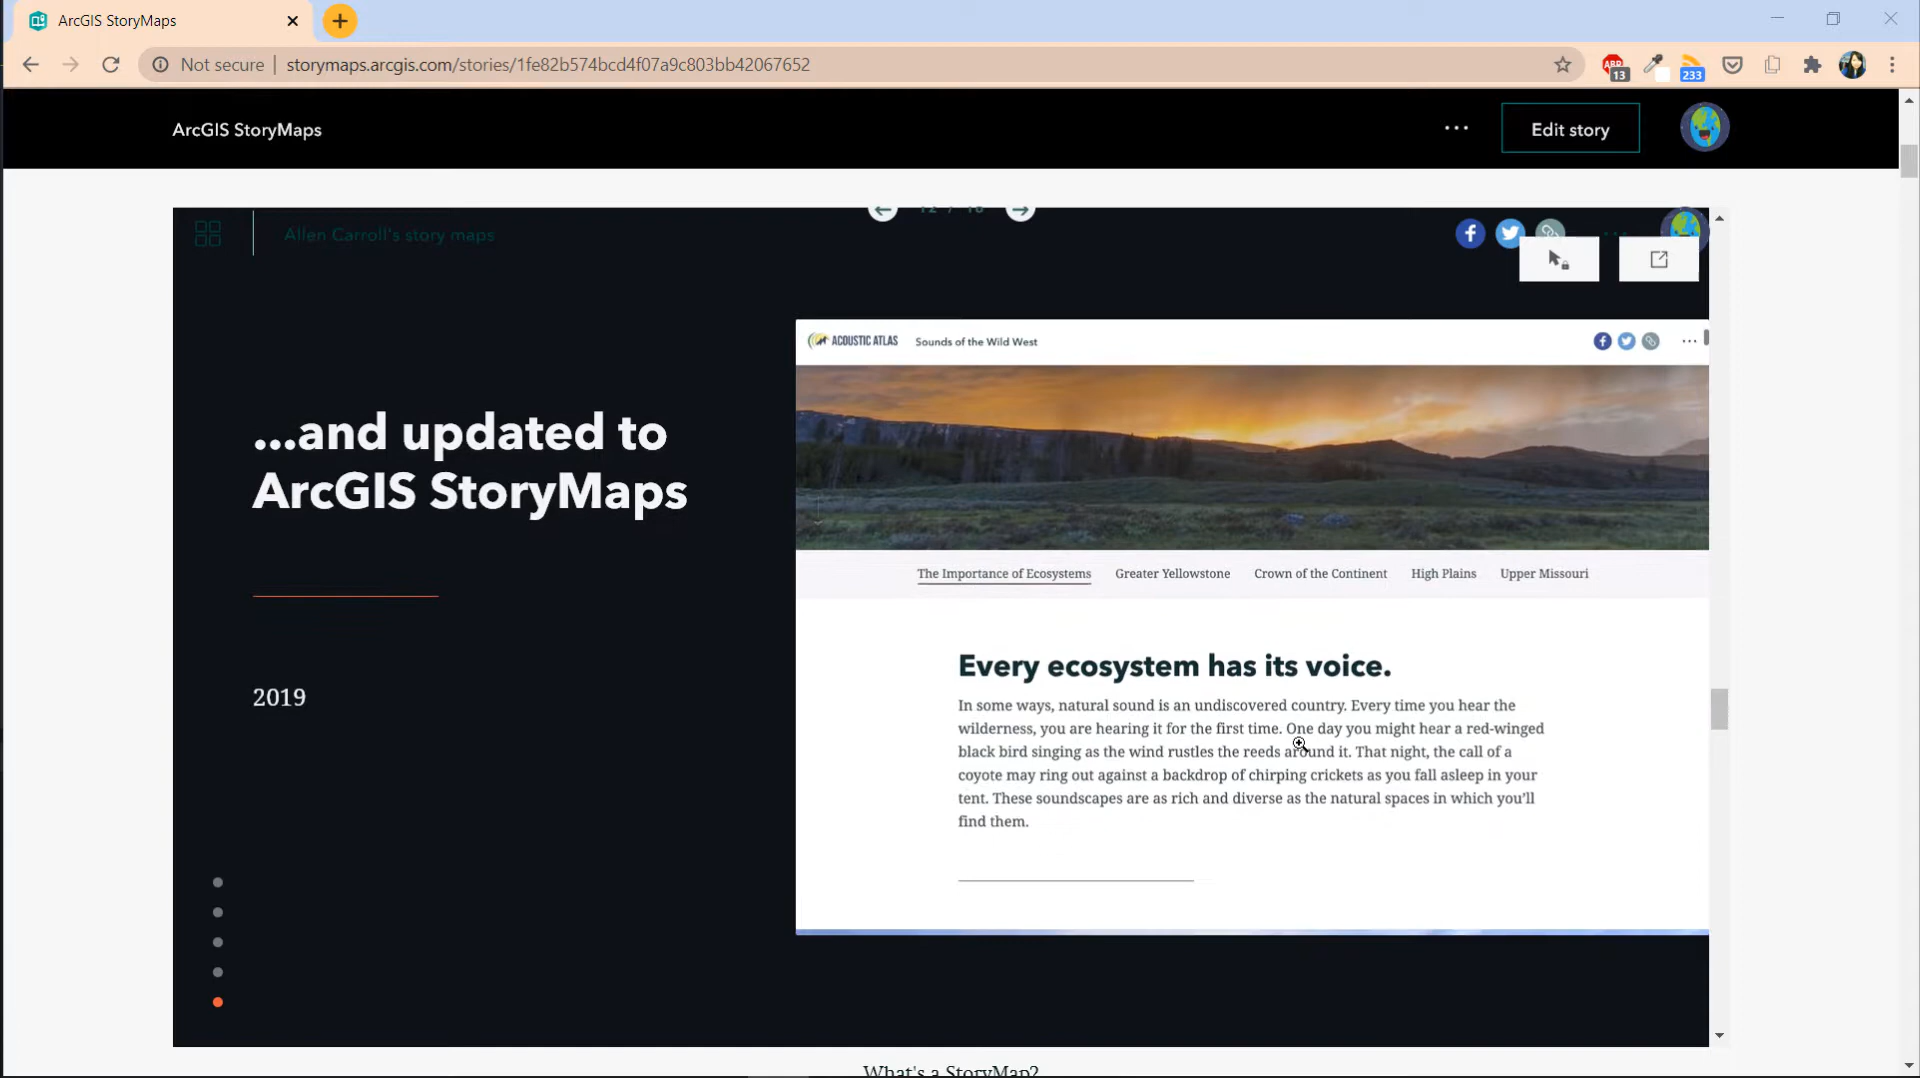 ArcGIS StoryMaps
Not secure | storymaps.arcgis.com/stories/1fe82b574bcd4f07a9c803bb42067652
13
233
ArcGIS StoryMaps
Edit story
Allen Carroll's story maps
...and updated to
ArcGIS StoryMaps
2019
ACOUSTIC ATLAS
Sounds of the Wild West
The Importance of Ecosystems
Greater Yellowstone
Crown of the Continent
High Plains
Upper Missouri
Every ecosystem has its voice.
In some ways, natural sound is an undiscovered country. Every time you hear the
wilderness, you are hearing it for the first time. One day you might hear a red-winged
black bird singing as the wind rustles the reeds around it. That night, the call of a
coyote may ring out against a backdrop of chirping crickets as you fall asleep in your
tent. These soundscapes are as rich and diverse as the natural spaces in which you'll
find them.
What's a StoryMap?